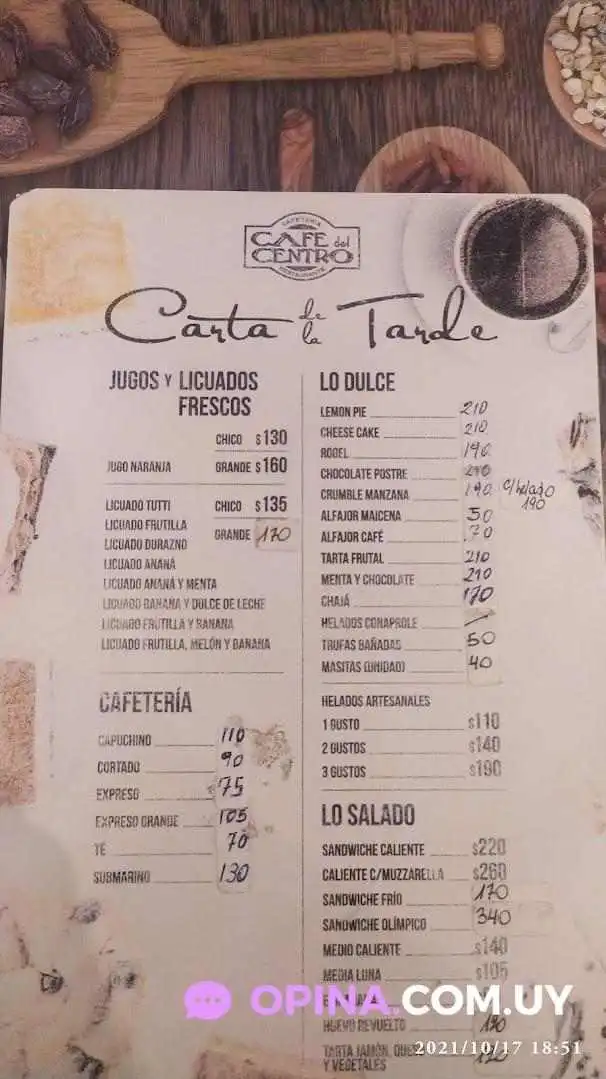 CAFETERIA
CAFE del
CENTRO
RESTAURANTE
Carta de la Tarde
JUGOS Y LICUADOS
FRESCOS
CHICO $130
JUGO NARANJA GRANDE $160
LICUADO TUTTI CHICO $135
LICUADO FRUTILLA
LICUADO DURAZNO GRANDE 170
LICUADO ANANÁ
LICUADO ANANÁ Y MENTA
LICUADO BANANA Y DULCE DE LECHE
LICUADO FRUTILLA Y BANANA
LICUADO FRUTILLA, MELÓN Y BANANA
CAFETERÍA
CAPUCHINO 110
CORTADO 90
EXPRESO 75
EXPRESO GRANDE 105
TE 70
SUBMARINO 130
LO DULCE
LEMON PIE 210
CHEESE CAKE 210
ROGEL 190
CHOCOLATE POSTRE 210
CRUMBLE MANZANA 190 c/helado
190
ALFAJOR MAICENA 50
ALFAJOR CAFÉ 70
TARTA FRUTAL 210
MENTA Y CHOCOLATE 210
CHAJÁ 170
HELADOS CONAPROLE
TRUFAS BAÑADAS 50
MASITAS (UNIDAD) 40
HELADOS ARTESANALES
1 GUSTO $110
2 GUSTOS $140
3 GUSTOS $190
LO SALADO
SANDWICHE CALIENTE $220
CALIENTE C/MUZZARELLA $260
SANDWICHE FRÍO 170
SANDWICHE OLÍMPICO 340
MEDIO CALIENTE $140
MEDIA LUNA $105
HUEVO REVUELTO 190
TARTA JAMÓN,
Y VEGETALES
OPINA.COM.UY
2021/10/17 18:51